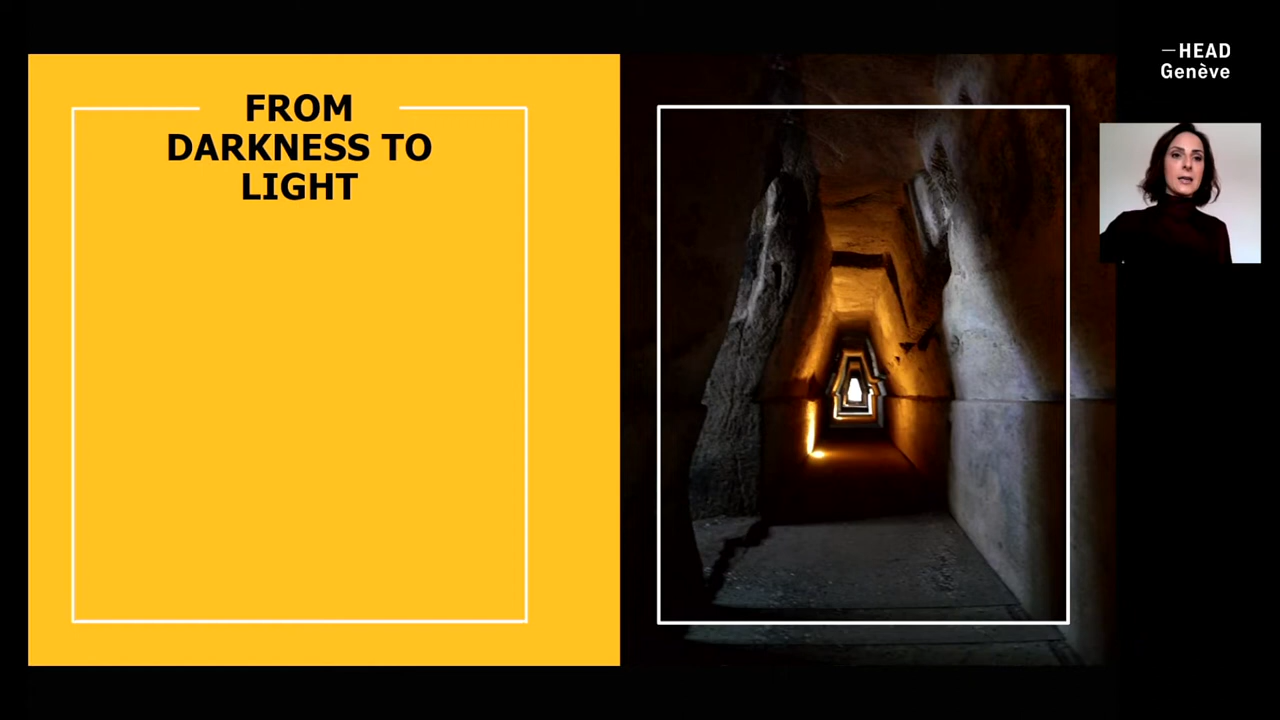 FROM
DARKNESS TO
LIGHT
—HEAD
Genève